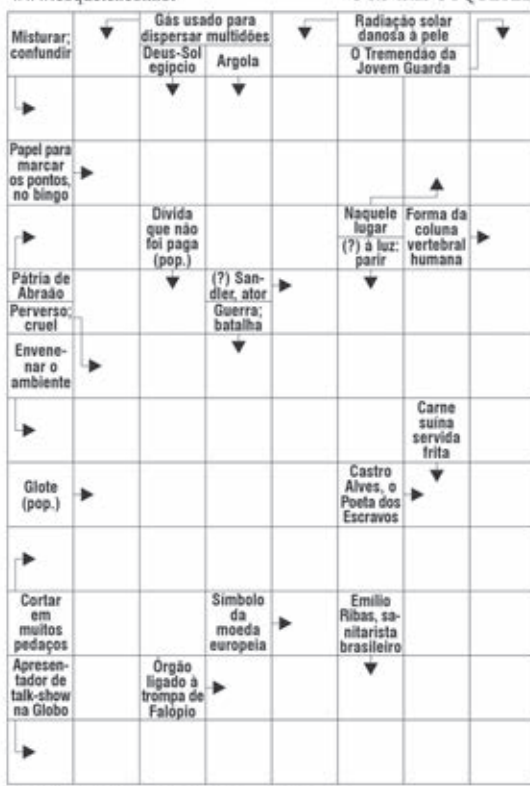 Misturar;
confundir
Gás usado para
dispersar multidões
Deus-Sol
egípcio
Argola
Radiação solar
danosa à pele
O Tremendão da
Jovem Guarda
Papel para
marcar
os pontos,
no bingo
Dívida
que não
foi paga
(pop.)
Naquele
lugar
(?) à luz:
parir
Forma da
coluna
vertebral
humana
Pátria de
Abraão
Perverso;
cruel
(?) San-
dler, ator
Guerra;
batalha
Envene-
nar o
ambiente
Carne
suína
servida
frita
Glote
(pop.)
Castro
Alves, o
Poeta dos
Escravos
Cortar
em
muitos
pedaços
Símbolo
da
moeda
europeia
Emílio
Ribas, sa-
nitarista
brasileiro
Apresen-
tador de
talk-show
na Globo
Órgão
ligado à
trompa de
Falópio